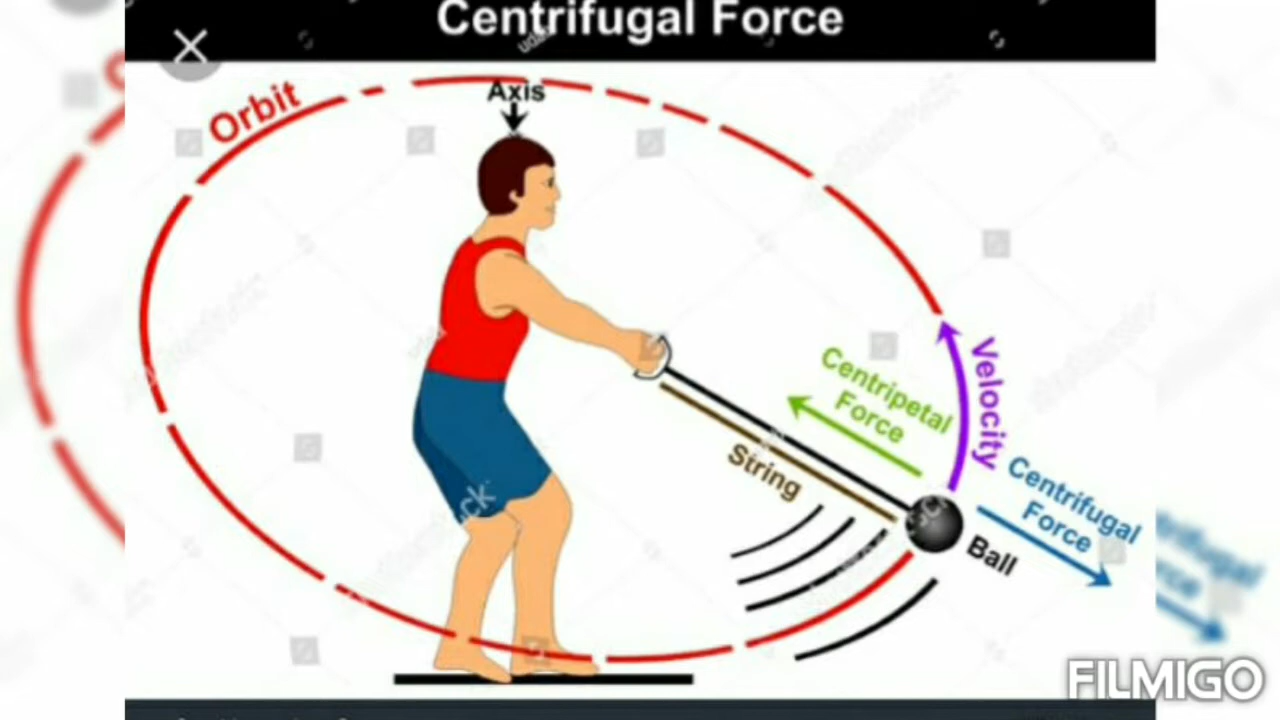 Centrifugal Force
Orbit
Axis
Centripetal
Force
Velocity
String
Centrifugal
Force
Ball
FILMIGO